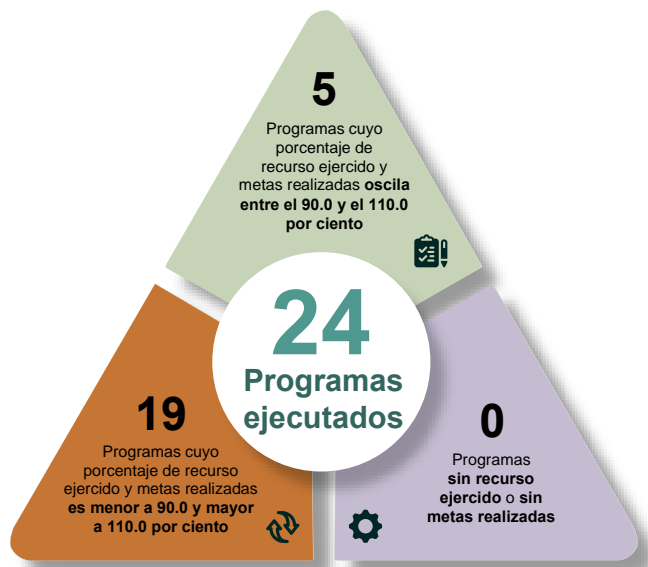 5
Programas cuyo
porcentaje de
recurso ejercido y
metas realizadas oscila
entre el 90.0 y el 110.0
por ciento
24
Programas
ejecutados
19
Programas cuyo
porcentaje de recurso
ejercido y metas realizadas
es menor a 90.0 y mayor
a 110.0 por ciento
0
Programas
sin recurso
ejercido o sin
metas realizadas